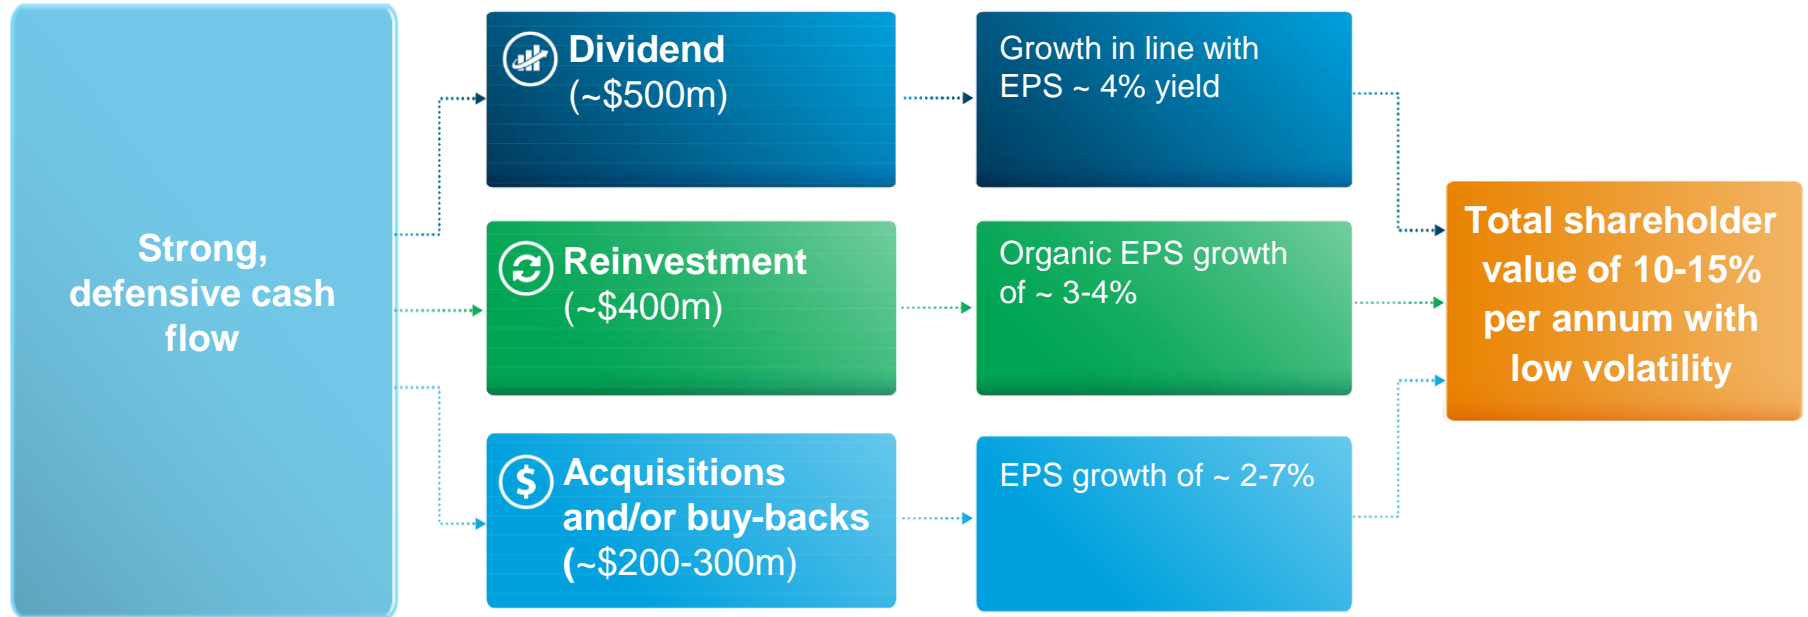 Strong,
defensive cash
flow
Dividend
(~$500m)
Growth in line with
EPS ~ 4% yield
Reinvestment
(~$400m)
Organic EPS growth
of ~ 3-4%
$
Acquisitions
and/or buy-backs
(~$200-300m)
EPS growth of ~ 2-7%
Total shareholder
value of 10-15%
per annum with
low volatility